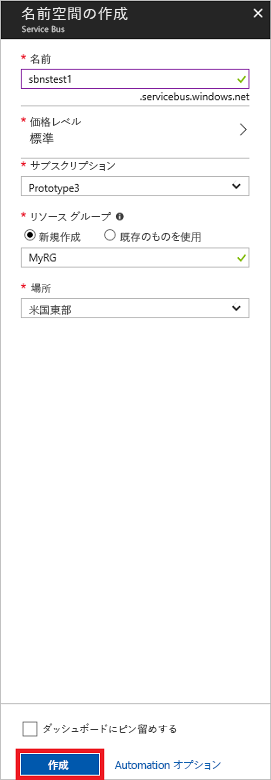 名前空間の作成
Service Bus
* 名前
sbnstest1
.servicebus.windows.net
* 価格レベル
標準
* サブスクリプション
Prototype3
* リソース グループ
新規作成 既存のものを使用
MyRG
* 場所
米国東部
ダッシュボードにピン留めする
作成 Automation オプション